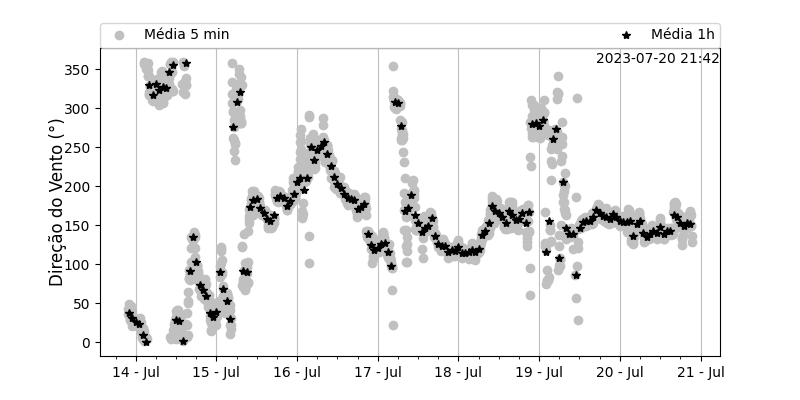 Média 5 min
Média 1h
2023-07-20 21:42
Direção do Vento (°)
350
300
250
200
150
100
50
0
14 - Jul
15 - Jul
16 - Jul
17 - Jul
18 - Jul
19 - Jul
20 - Jul
21 - Jul